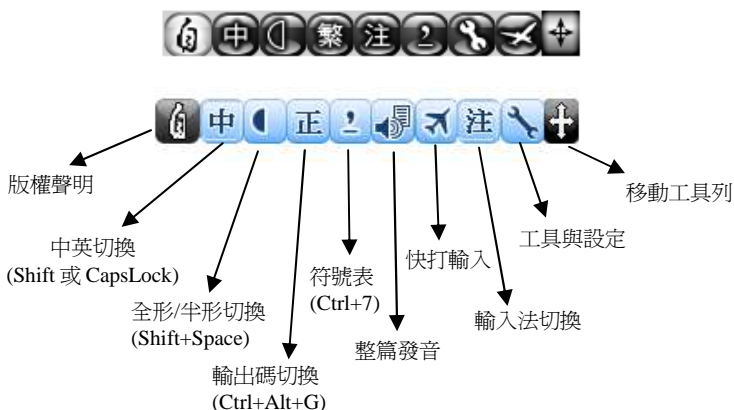 中 繁 注
中 正 注
版權聲明
移動工具列
中英切換
(Shift 或 CapsLock)
工具與設定
快打輸入
符號表
(Ctrl+7)
全形/半形切換
(Shift+Space)
輸入法切換
整篇發音
輸出碼切換
(Ctrl+Alt+G)